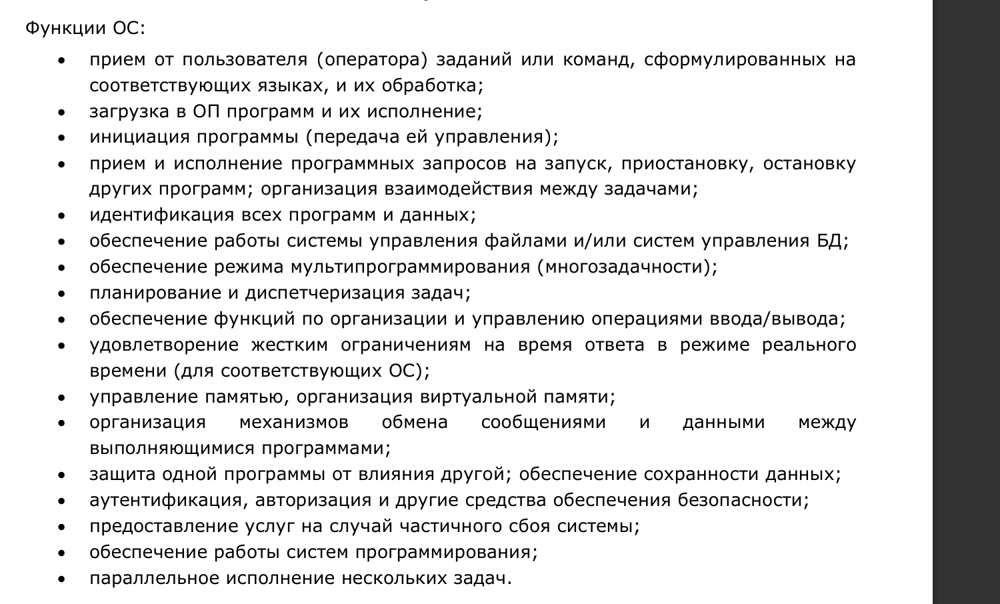 Функции ОС:
• прием от пользователя (оператора) заданий или команд, сформулированных на
соответствующих языках, и их обработка;
• загрузка в ОП программ и их исполнение;
• инициация программы (передача ей управления);
• прием и исполнение программных запросов на запуск, приостановку, остановку
других программ; организация взаимодействия между задачами;
• идентификация всех программ и данных;
• обеспечение работы системы управления файлами и/или систем управления БД;
• обеспечение режима мультипрограммирования (многозадачности);
• планирование и диспетчеризация задач;
• обеспечение функций по организации и управлению операциями ввода/вывода;
• удовлетворение жестким ограничениям на время ответа в режиме реального
времени (для соответствующих ОС);
• управление памятью, организация виртуальной памяти;
• организация механизмов обмена сообщениями и данными между
выполняющимися программами;
• защита одной программы от влияния другой; обеспечение сохранности данных;
• аутентификация, авторизация и другие средства обеспечения безопасности;
• предоставление услуг на случай частичного сбоя системы;
• обеспечение работы систем программирования;
• параллельное исполнение нескольких задач.